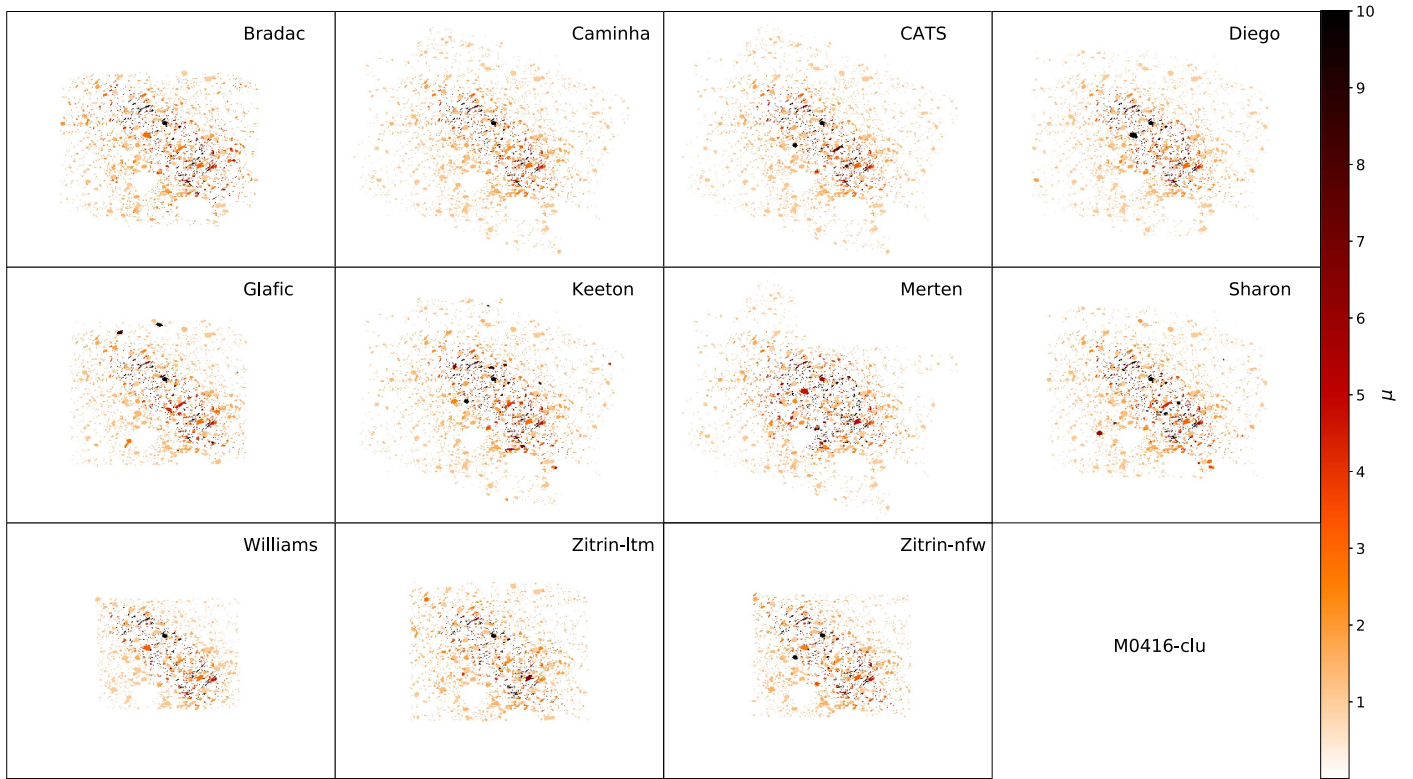 Bradac
Caminha
CATS
Diego
Glafic
Keeton
Merten
Sharon
Williams
Zitrin-ltm
Zitrin-nfw
M0416-clu
10
9
8
7
6
5
4
3
2
1
μ